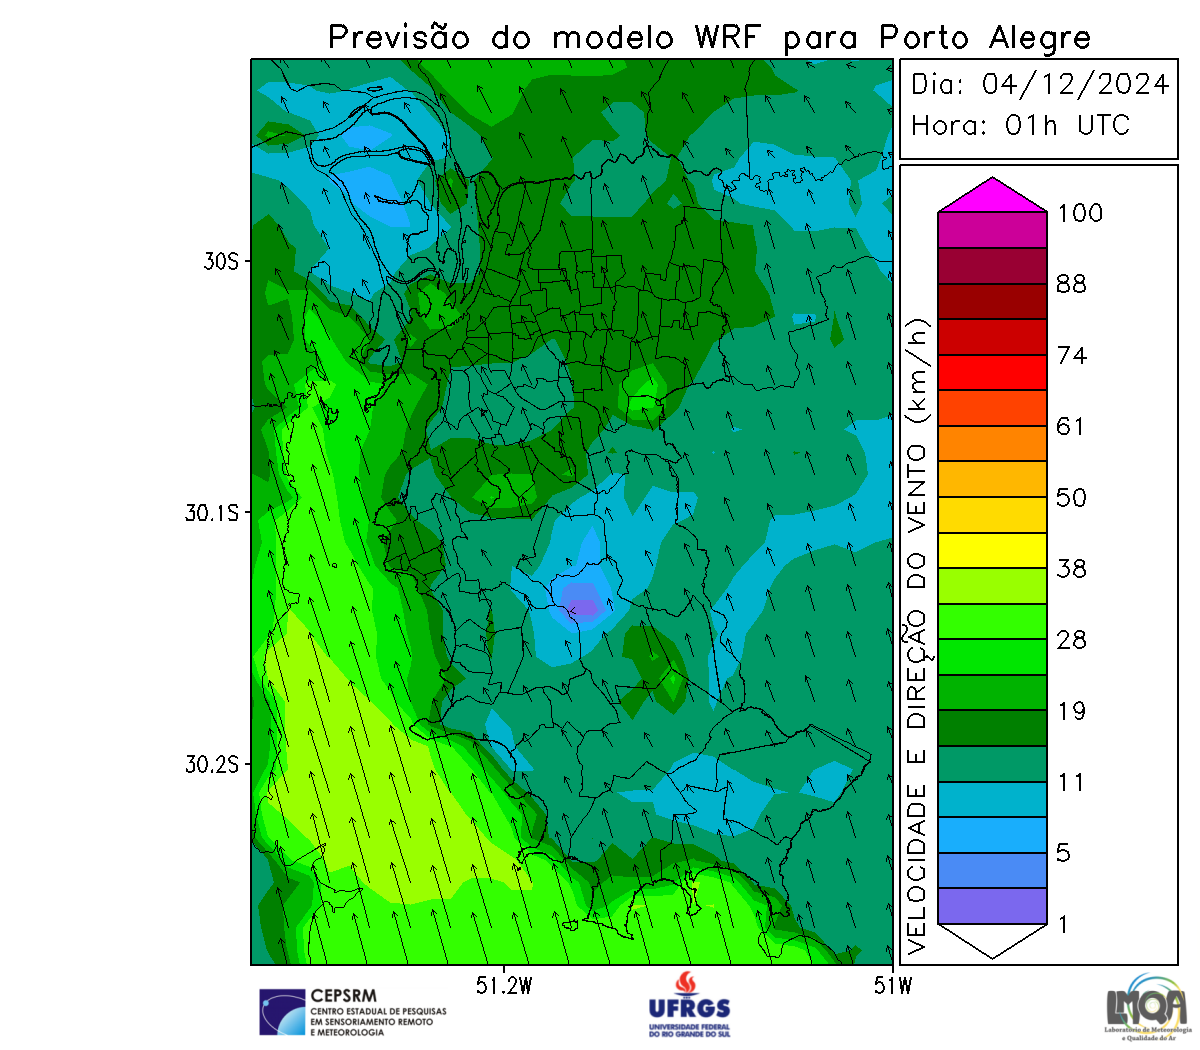 Previsão do modelo WRF para Porto Alegre
Dia: 04/12/2024
Hora: 01h UTC
30S
30.1S
30.2S
51.2W
51W
VELOCIDADE E DIREÇÃO DO VENTO (km/h)
100
88
74
61
50
38
28
19
11
5
1
CEPSRM
CENTRO ESTADUAL DE PESQUISAS
EM SENSORIAMENTO REMOTO
E METEOROLOGIA
UFRGS
UNIVERSIDADE FEDERAL
DO RIO GRANDE DO SUL
LMQA
Laboratório de Meteorologia
e Qualidade do Ar